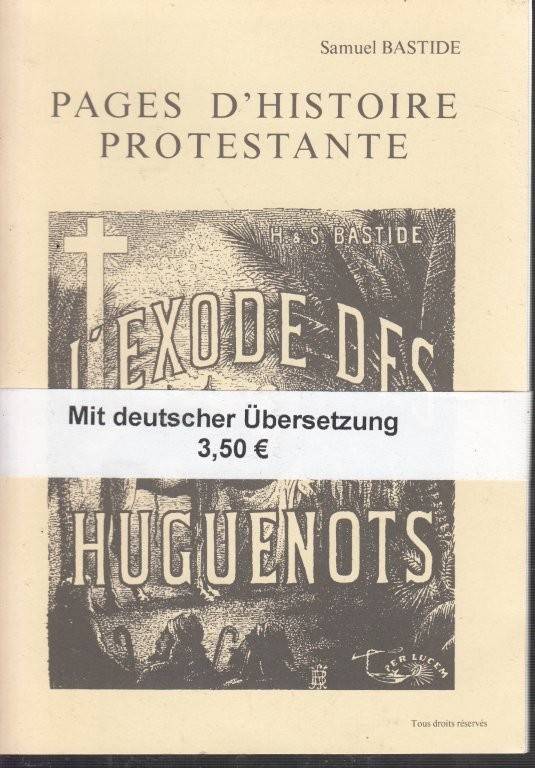 Samuel BASTIDE
PAGES D'HISTOIRE
PROTESTANTE
H. & S. BASTIDE
L'EXODE DES
Mit deutscher Übersetzung
3,50 €
HUGUENOTS
PER LUCEM
Tous droits réservés